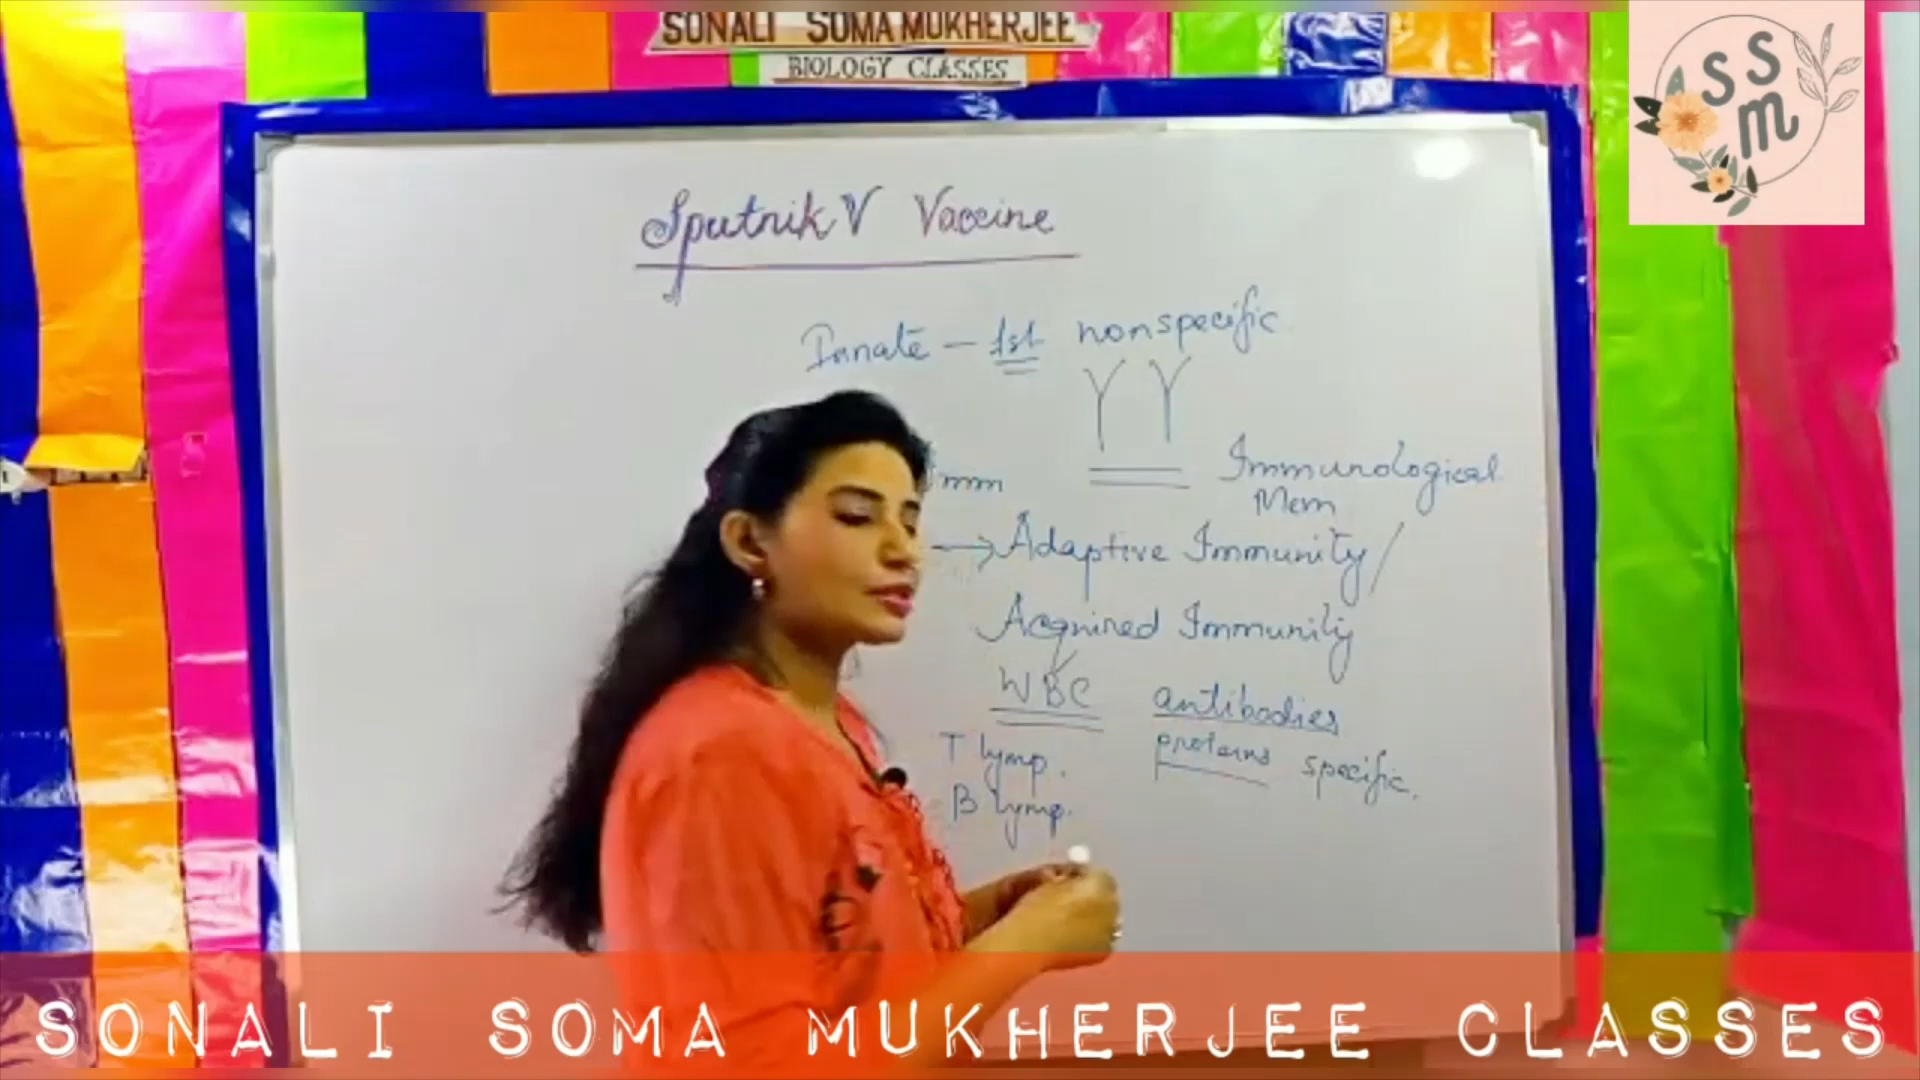 SONALI SOMA MUKHERJEE
BIOLOGY CLASSES
SSM
Sputnik V Vaccine
Innate – 1st nonspecific
Imm
Immunological
Mem
→ Adaptive Immunity /
Acquired Immunity
WBC antibodies
T lymp. proteins specific.
B lymp.
SONALI SOMA MUKHERJEE CLASSES